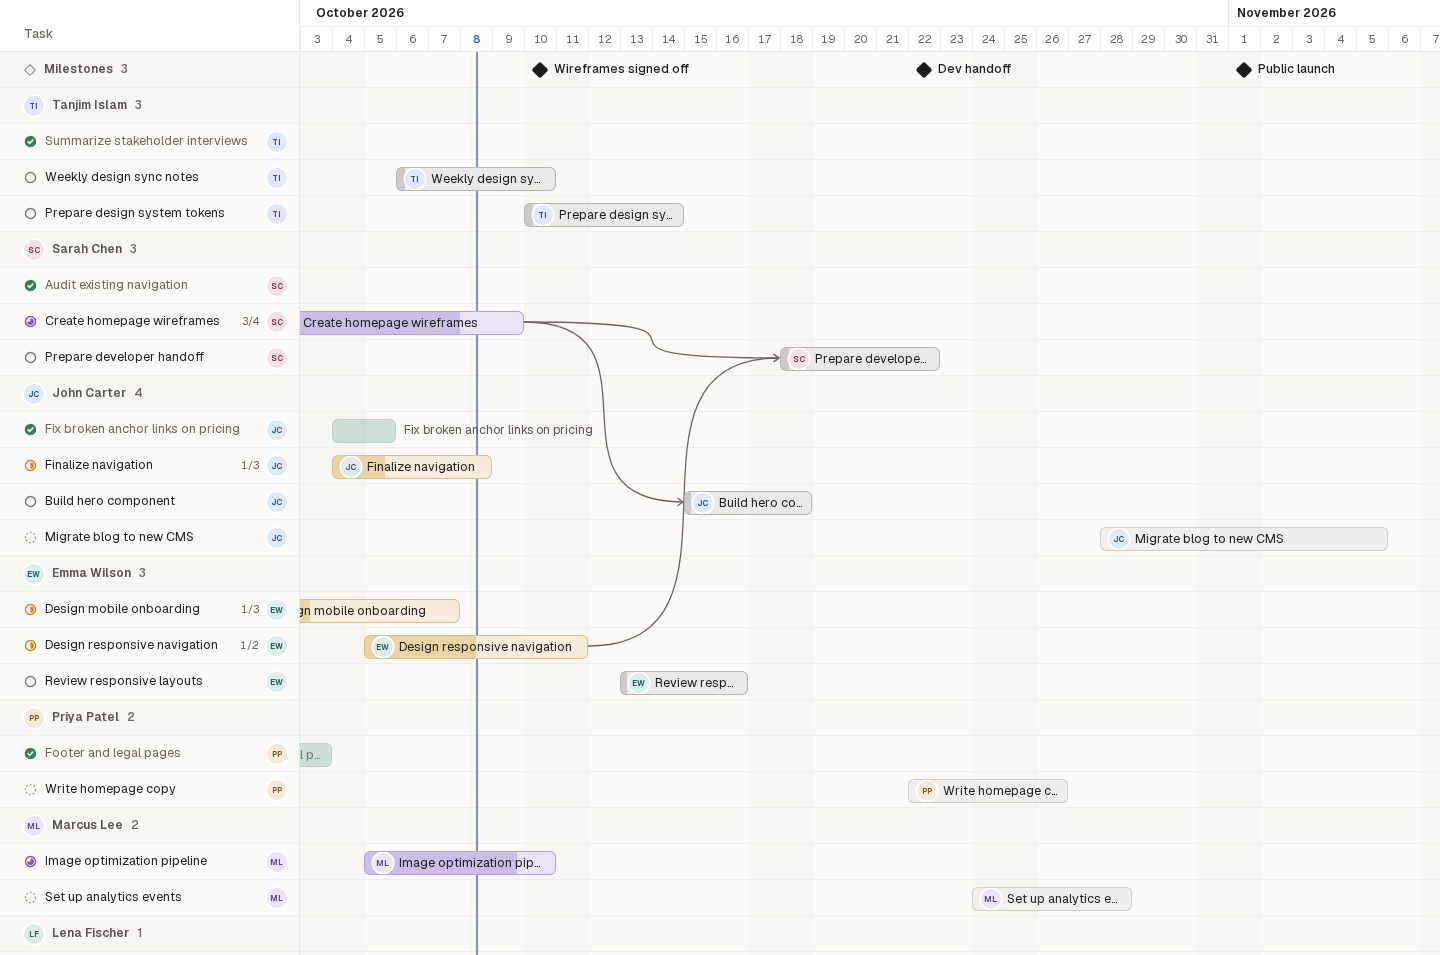 October 2026 November 2026
Task 3 4 5 6 7 8 9 10 11 12 13 14 15 16 17 18 19 20 21 22 23 24 25 26 27 28 29 30 31 1 2 3 4 5 6 7
Milestones 3 Wireframes signed off Dev handoff Public launch
TI Tanjim Islam 3
Summarize stakeholder interviews TI
Weekly design sync notes TI TI Weekly design sy…
Prepare design system tokens TI TI Prepare design sy…
SC Sarah Chen 3
Audit existing navigation SC
Create homepage wireframes 3/4 SC Create homepage wireframes
Prepare developer handoff SC SC Prepare develope…
JC John Carter 4
Fix broken anchor links on pricing JC Fix broken anchor links on pricing
Finalize navigation 1/3 JC JC Finalize navigation
Build hero component JC JC Build hero co…
Migrate blog to new CMS JC JC Migrate blog to new CMS
EW Emma Wilson 3
Design mobile onboarding 1/3 EW gn mobile onboarding
Design responsive navigation 1/2 EW EW Design responsive navigation
Review responsive layouts EW EW Review resp…
PP Priya Patel 2
Footer and legal pages PP l p…
Write homepage copy PP PP Write homepage c…
ML Marcus Lee 2
Image optimization pipeline ML ML Image optimization pip…
Set up analytics events ML ML Set up analytics e…
LF Lena Fischer 1